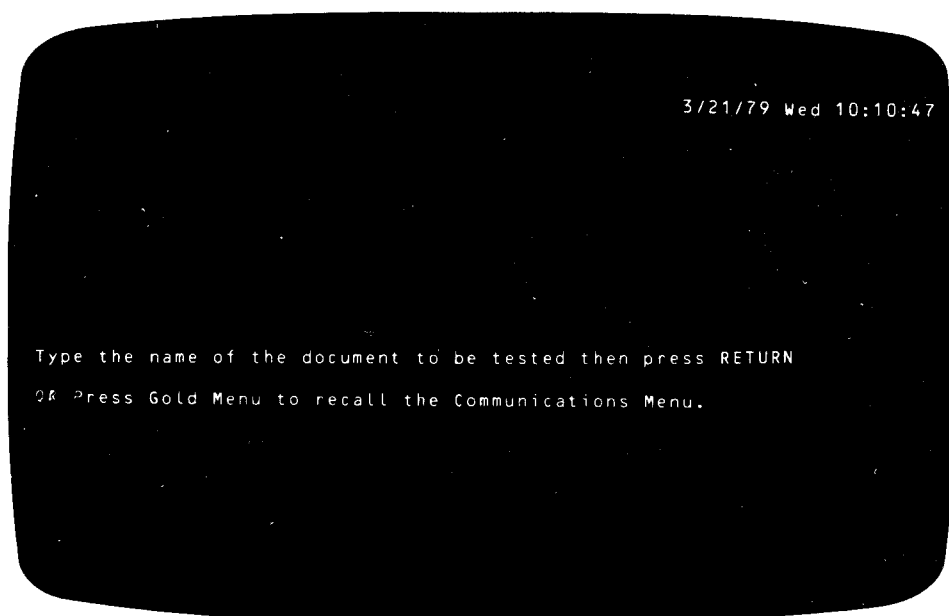 3/21/79 Wed 10:10:47
Type the name of the document to be tested then press RETURN
OR Press Gold Menu to recall the Communications Menu.